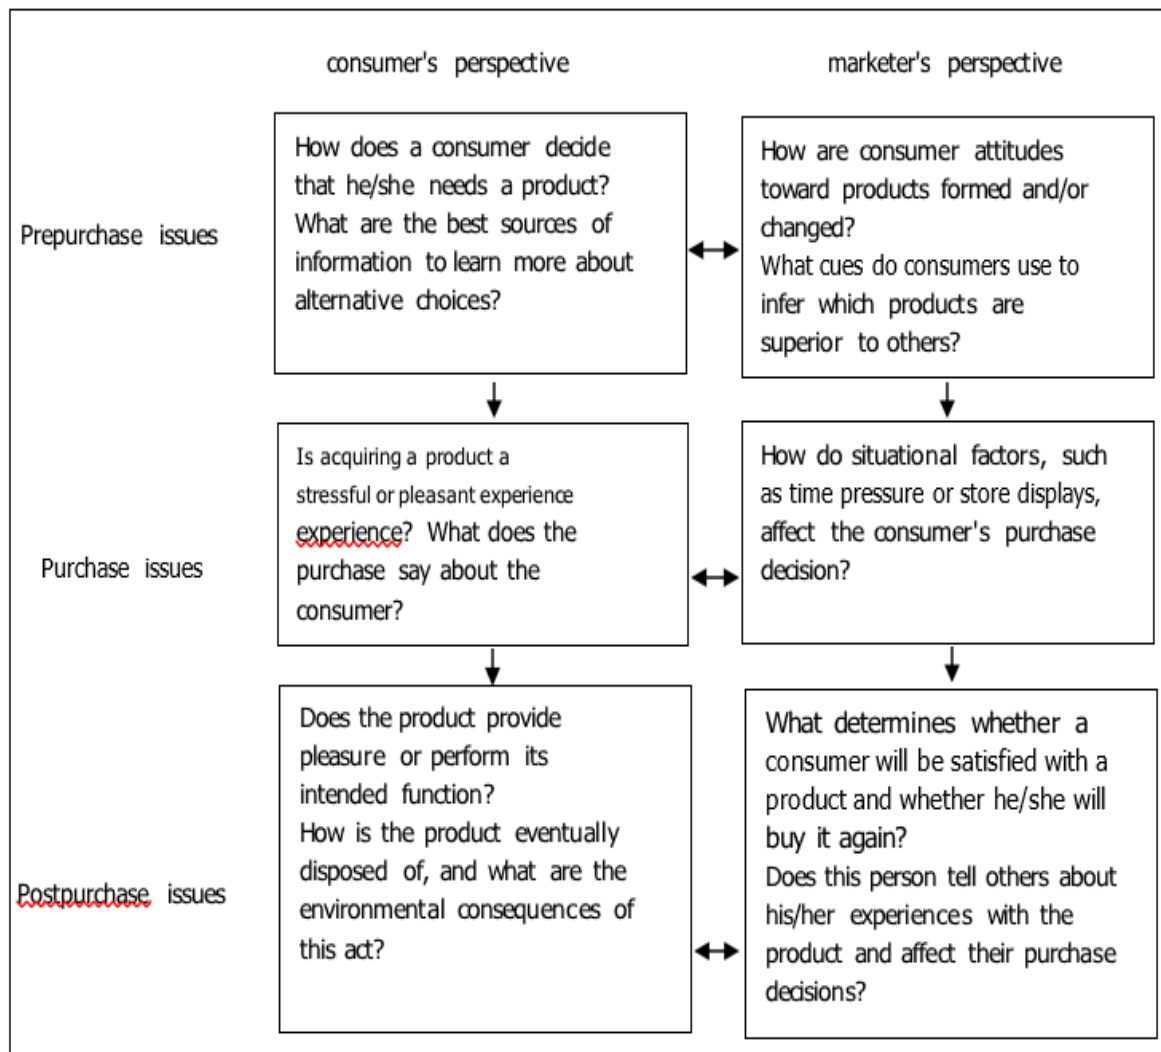 consumer's perspective
marketer's perspective
Prepurchase issues
How does a consumer decide
that he/she needs a product?
What are the best sources of
information to learn more about
alternative choices?
How are consumer attitudes
toward products formed and/or
changed?
What cues do consumers use to
infer which products are
superior to others?
Purchase issues
Is acquiring a product a
stressful or pleasant experience
experience? What does the
purchase say about the
consumer?
How do situational factors, such
as time pressure or store displays,
affect the consumer's purchase
decision?
Postpurchase issues
Does the product provide
pleasure or perform its
intended function?
How is the product eventually
disposed of, and what are the
environmental consequences of
this act?
What determines whether a
consumer will be satisfied with a
product and whether he/she will
buy it again?
Does this person tell others about
his/her experiences with the
product and affect their purchase
decisions?